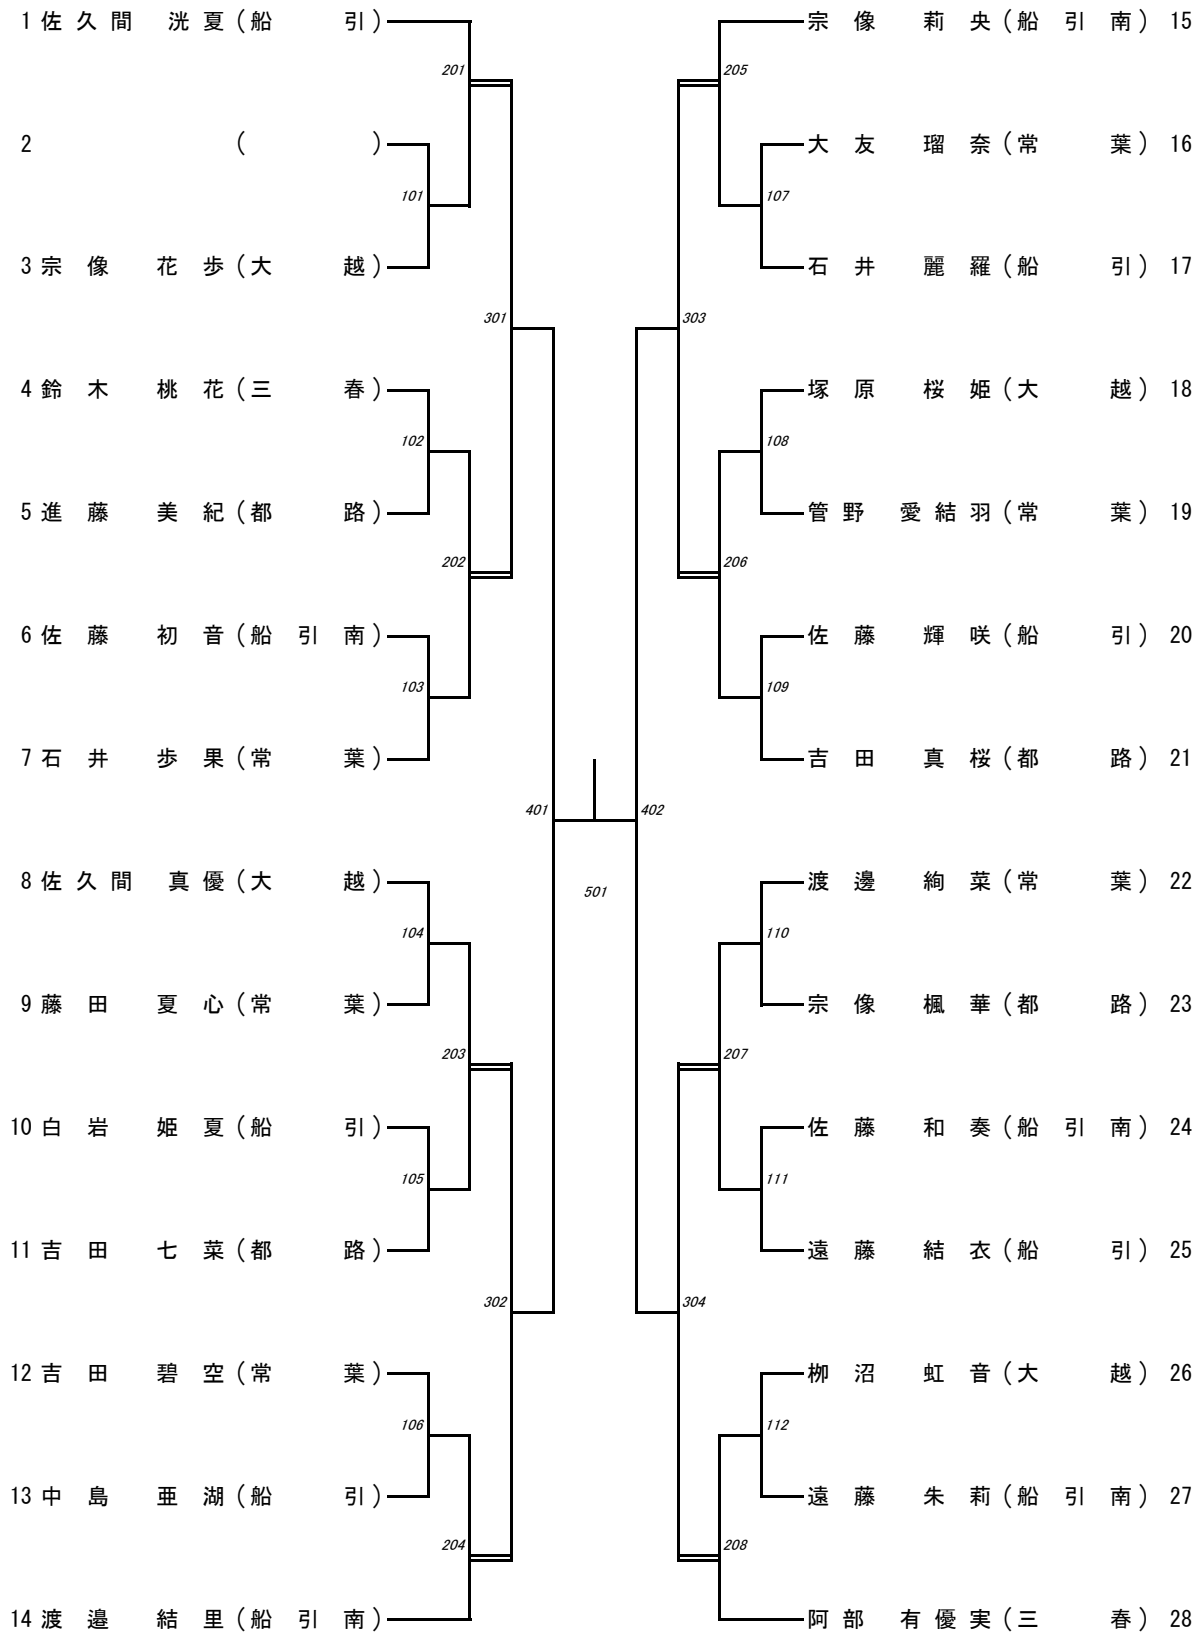 1 佐久間 洸夏（船引）
201
2 （ ）
101
3 宗像 花歩（大越）
301
4 鈴木 桃花（三春）
102
5 進藤 美紀（都路）
202
6 佐藤 初音（船引南）
103
7 石井 歩果（常葉）
401
8 佐久間 真優（大越）
104
9 藤田 夏心（常葉）
203
10 白岩 姫夏（船引）
105
11 吉田 七菜（都路）
302
12 吉田 碧空（常葉）
106
13 中島 亜湖（船引）
204
14 渡邉 結里（船引南）
501
宗像 莉央（船引南） 15
205
大友 瑠奈（常葉） 16
107
石井 麗羅（船引） 17
303
塚原 桜姫（大越） 18
108
管野 愛結羽（常葉） 19
206
佐藤 輝咲（船引） 20
109
吉田 真桜（都路） 21
402
渡邊 絢菜（常葉） 22
110
宗像 楓華（都路） 23
207
佐藤 和奏（船引南） 24
111
遠藤 結衣（船引） 25
304
栁沼 虹音（大越） 26
112
遠藤 朱莉（船引南） 27
208
阿部 有優実（三春） 28